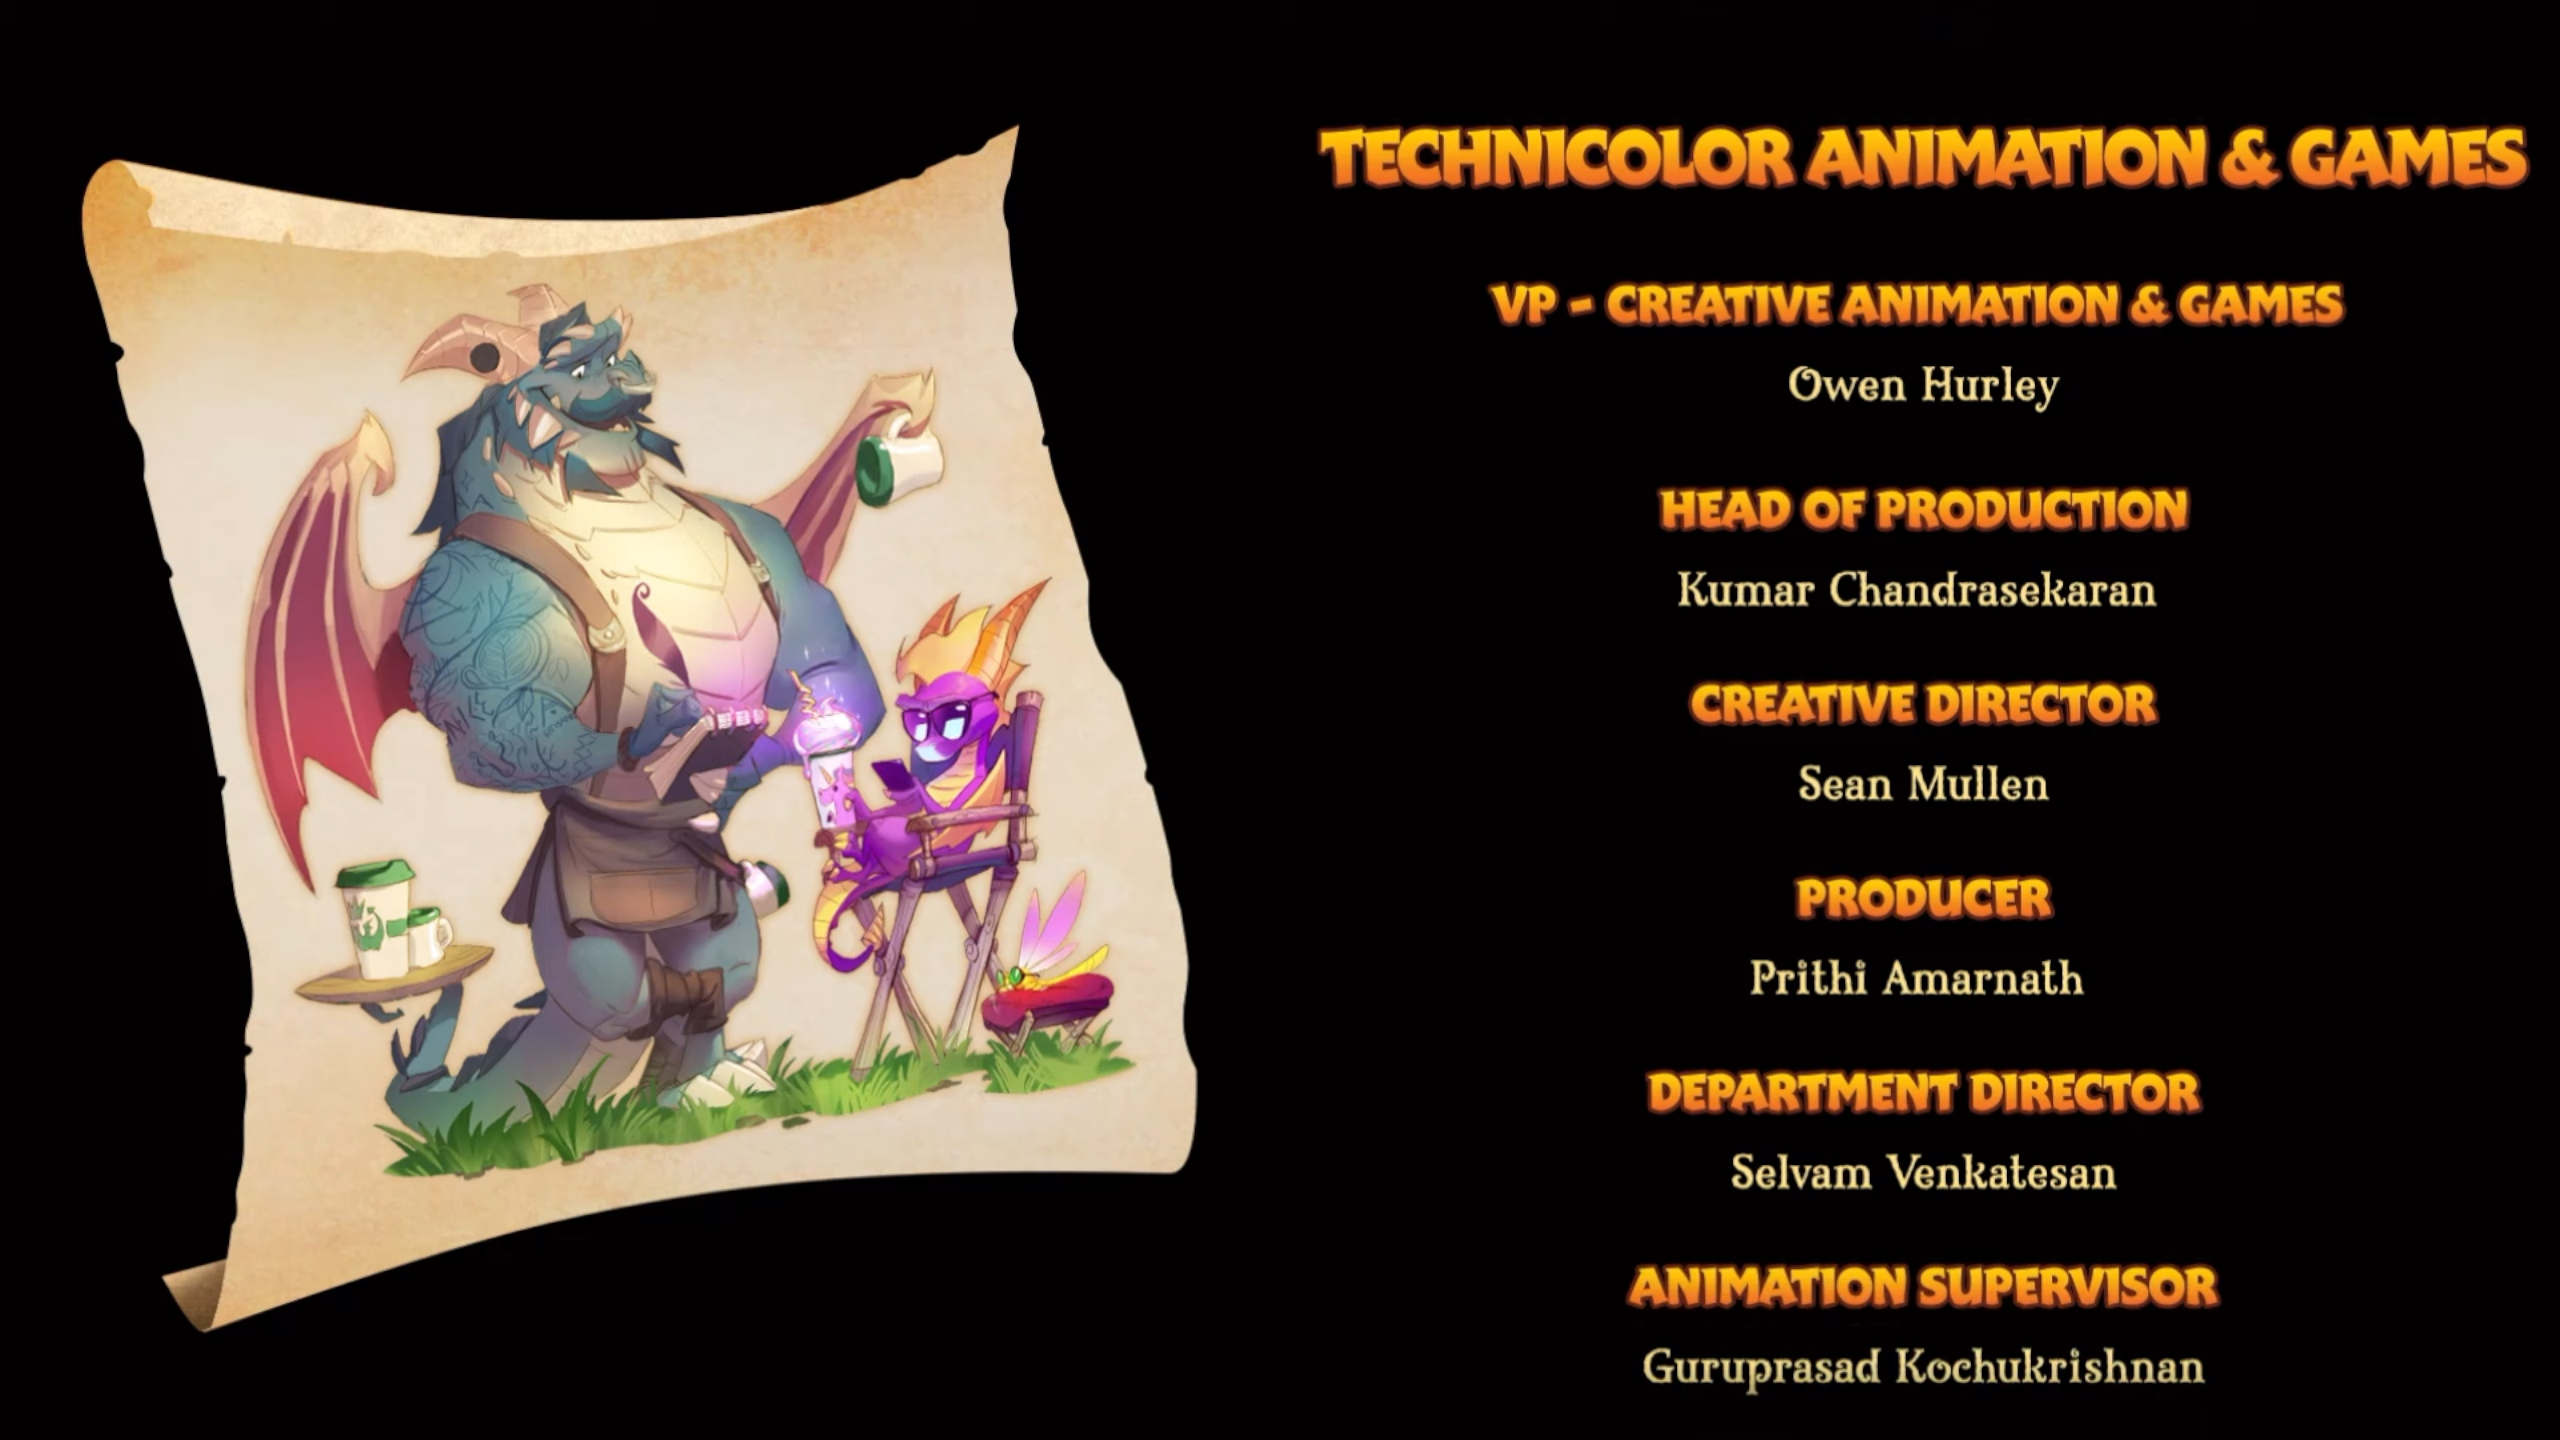 TECHNICOLOR ANIMATION & GAMES
VP - CREATIVE ANIMATION & GAMES
Owen Hurley
HEAD OF PRODUCTION
Kumar Chandrasekaran
CREATIVE DIRECTOR
Sean Mullen
PRODUCER
Prithi Amarnath
DEPARTMENT DIRECTOR
Selvam Venkatesan
ANIMATION SUPERVISOR
Guruprasad Kochukrishnan